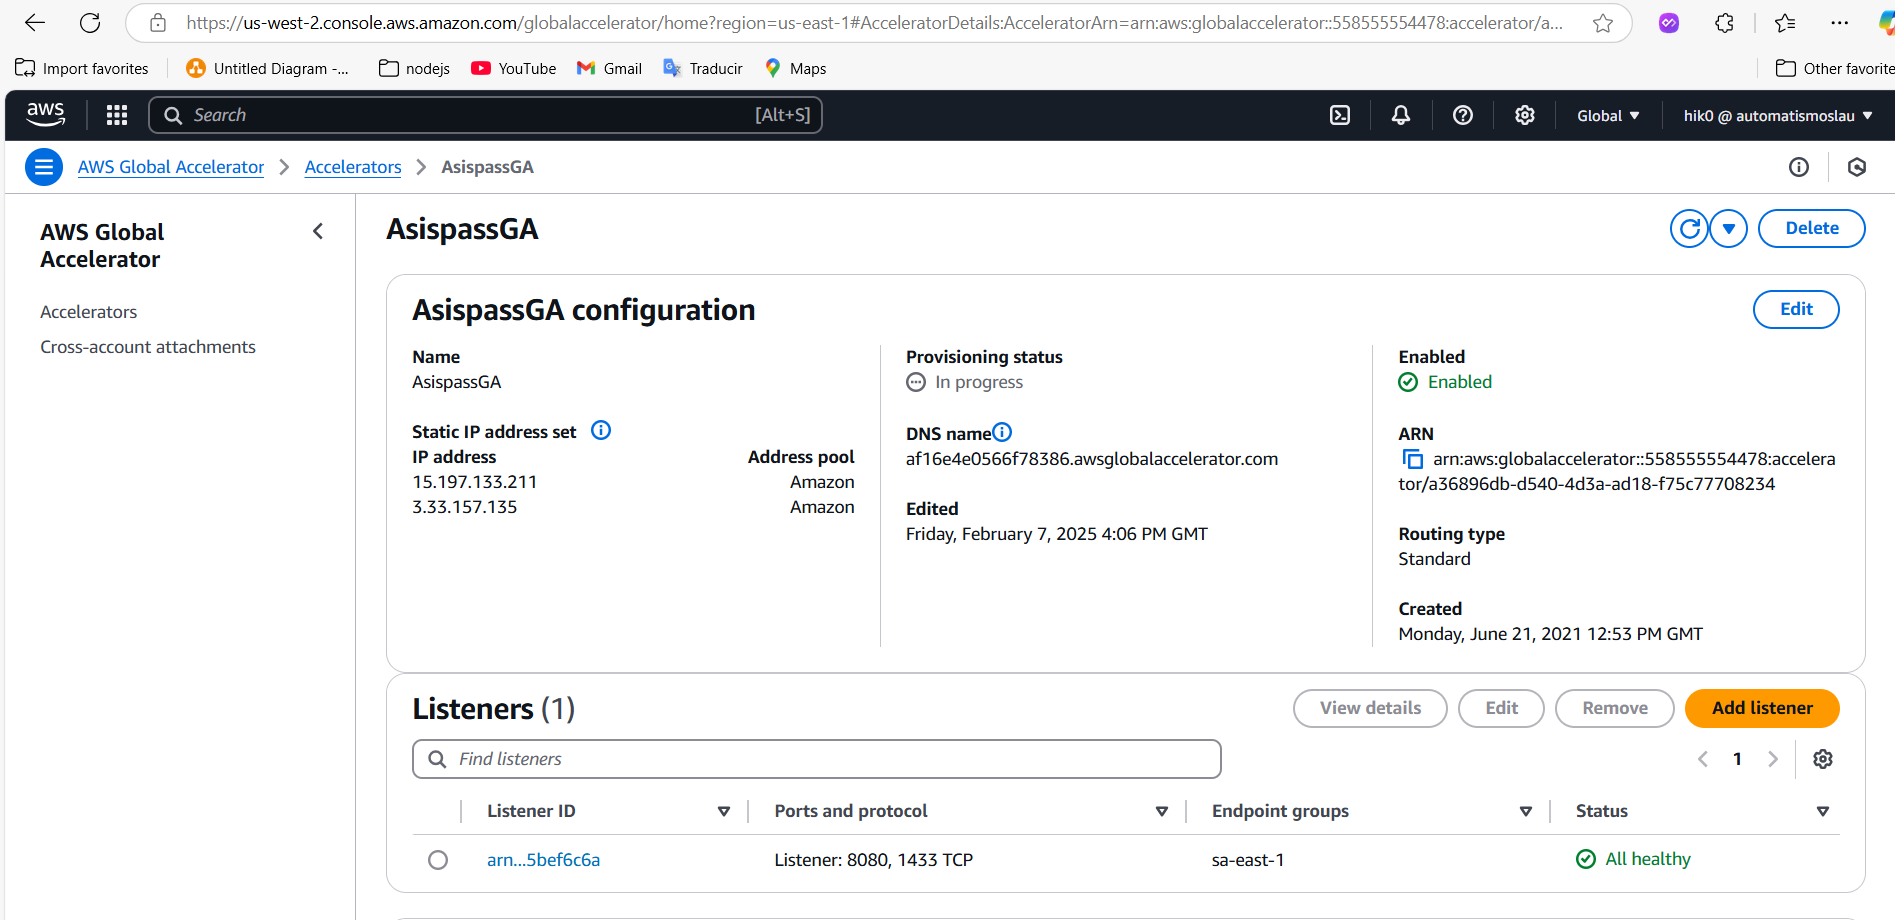 https://us-west-2.console.aws.amazon.com/globalaccelerator/home?region=us-east-1#AcceleratorDetails:AcceleratorArn=arn:aws:globalaccelerator::558555554478:accelerator/a...
Import favorites
Untitled Diagram -...
nodejs
YouTube
Gmail
Traducir
Maps
Other favorite
aws
Search
[Alt+S]
Global
hik0 @ automatismoslau
AWS Global Accelerator
Accelerators
AsispassGA
AWS Global
Accelerator
Accelerators
Cross-account attachments
AsispassGA
Delete
AsispassGA configuration
Edit
Name
AsispassGA
Static IP address set
IP address Address pool
15.197.133.211 Amazon
3.33.157.135 Amazon
Provisioning status
In progress
DNS name
af16e4e0566f78386.awsglobalaccelerator.com
Edited
Friday, February 7, 2025 4:06 PM GMT
Enabled
Enabled
ARN
arn:aws:globalaccelerator::558555554478:accelera
tor/a36896db-d540-4d3a-ad18-f75c77708234
Routing type
Standard
Created
Monday, June 21, 2021 12:53 PM GMT
Listeners (1)
View details
Edit
Remove
Add listener
Find listeners
1
Listener ID Ports and protocol Endpoint groups Status
arn...5bef6c6a Listener: 8080, 1433 TCP sa-east-1 All healthy